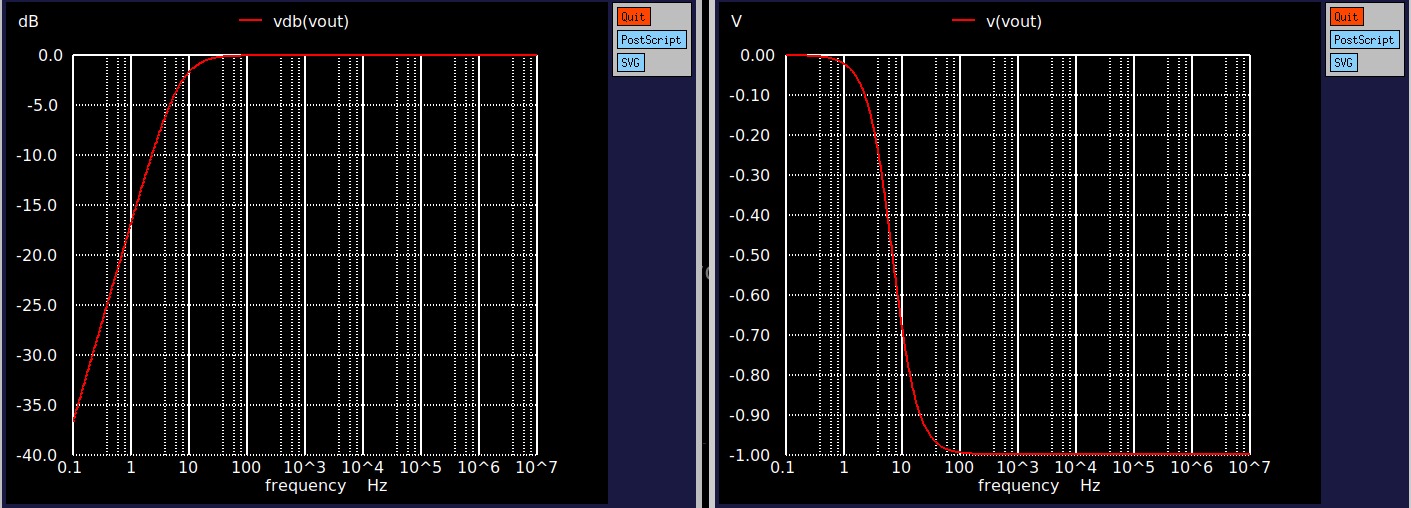 dB
vdb(vout)
0.0
-5.0
-10.0
-15.0
-20.0
-25.0
-30.0
-35.0
-40.0
0.1 1 10 100 10^3 10^4 10^5 10^6 10^7
frequency Hz
Quit
PostScript
SVG
V
v(vout)
0.00
-0.10
-0.20
-0.30
-0.40
-0.50
-0.60
-0.70
-0.80
-0.90
-1.00
0.1 1 10 100 10^3 10^4 10^5 10^6 10^7
frequency Hz
Quit
PostScript
SVG